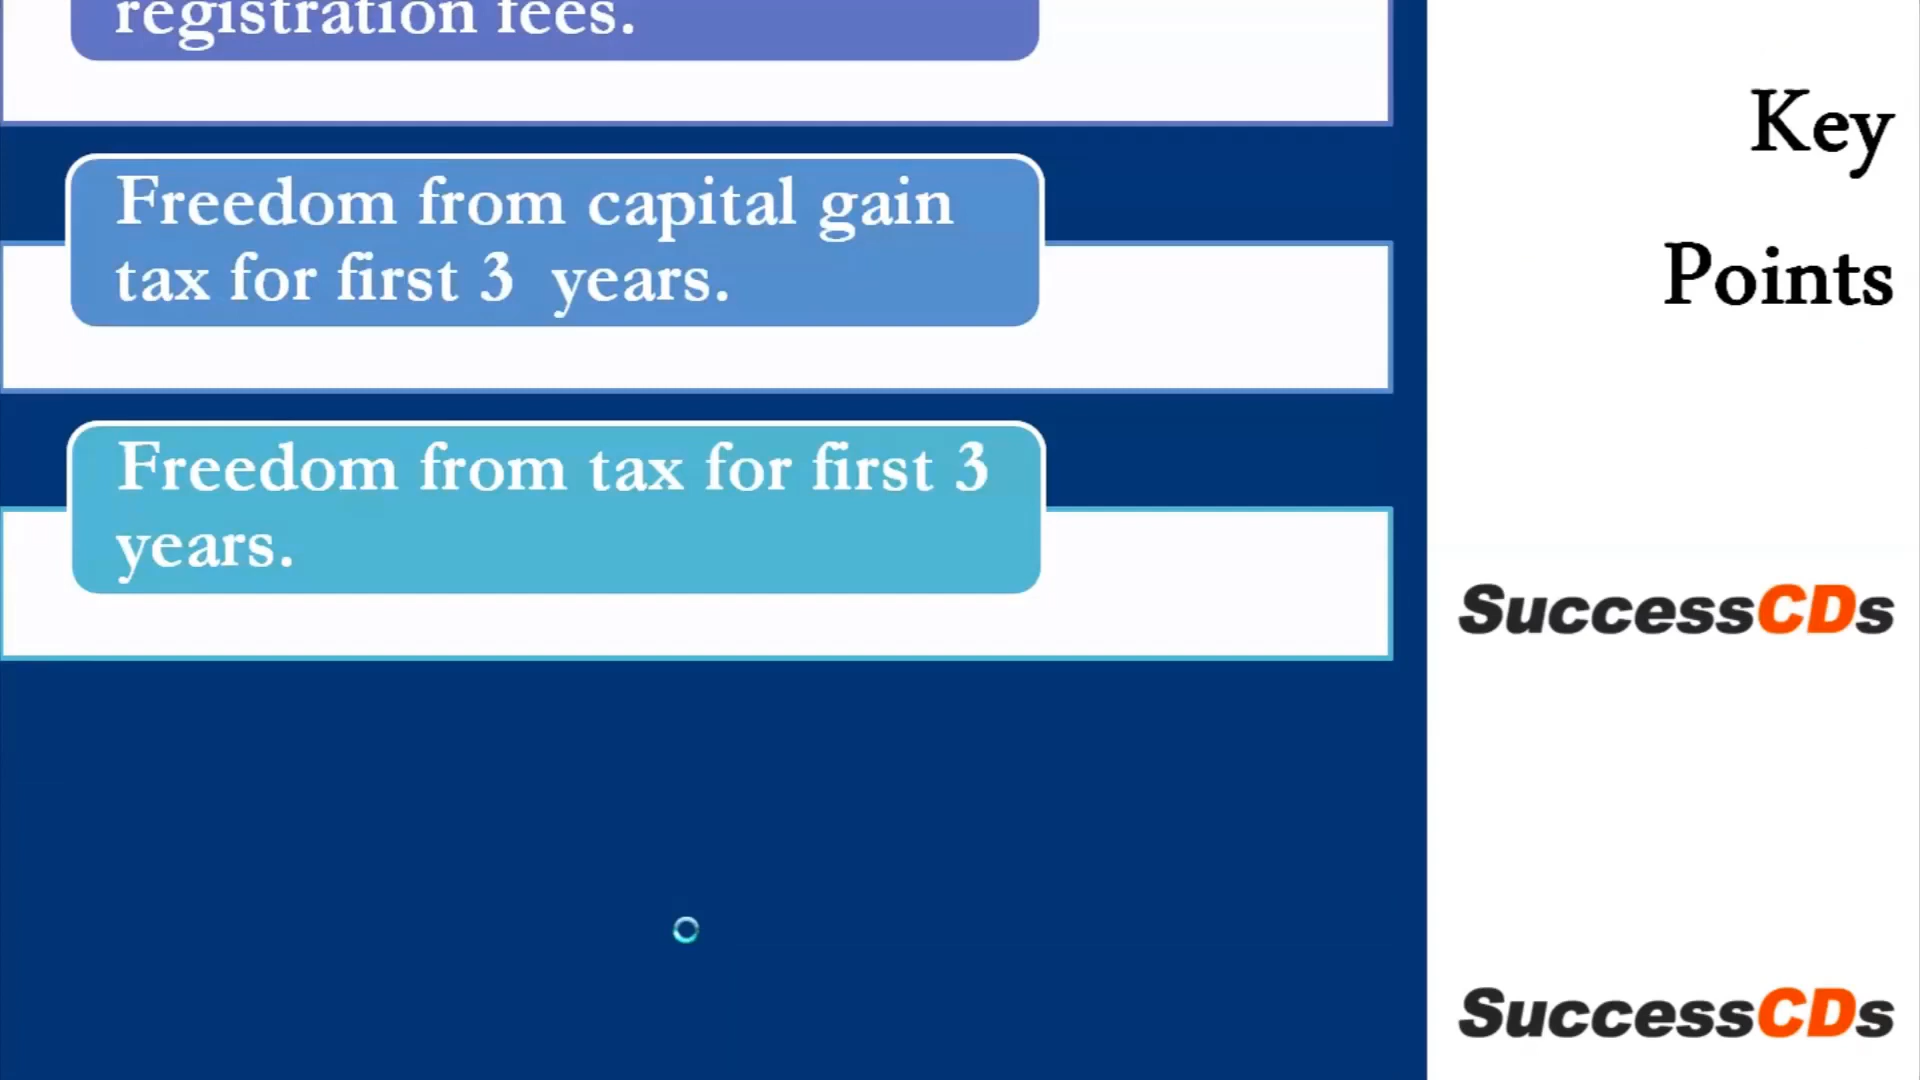 registration fees.
Freedom from capital gain
tax for first 3 years.
Freedom from tax for first 3
years.
Key
Points
SuccessCDs
SuccessCDs